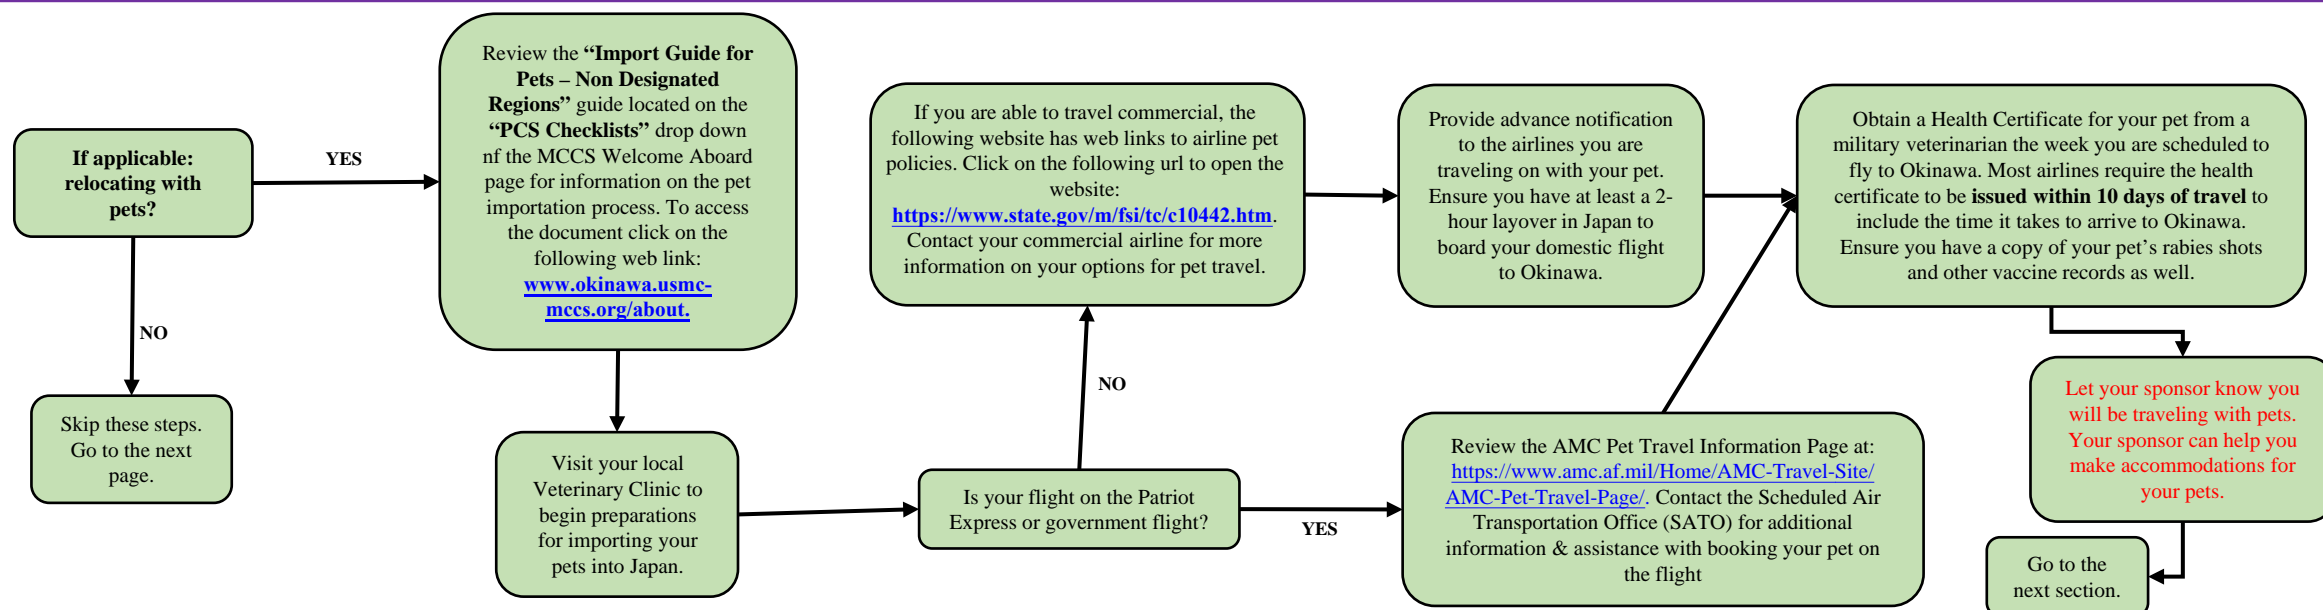 If applicable:
relocating with
pets?
YES
NO
Skip these steps.
Go to the next
page.
Review the “Import Guide for
Pets – Non Designated
Regions” guide located on the
“PCS Checklists” drop down
nf the MCCS Welcome Aboard
page for information on the pet
importation process. To access
the document click on the
following web link:
www.okinawa.usmc-
mccs.org/about.
Visit your local
Veterinary Clinic to
begin preparations
for importing your
pets into Japan.
Is your flight on the Patriot
Express or government flight?
NO
YES
If you are able to travel commercial, the
following website has web links to airline pet
policies. Click on the following url to open the
website:
https://www.state.gov/m/fsi/tc/c10442.htm.
Contact your commercial airline for more
information on your options for pet travel.
Provide advance notification
to the airlines you are
traveling on with your pet.
Ensure you have at least a 2-
hour layover in Japan to
board your domestic flight
to Okinawa.
Review the AMC Pet Travel Information Page at:
https://www.amc.af.mil/Home/AMC-Travel-Site/
AMC-Pet-Travel-Page/. Contact the Scheduled Air
Transportation Office (SATO) for additional
information & assistance with booking your pet on
the flight
Obtain a Health Certificate for your pet from a
military veterinarian the week you are scheduled to
fly to Okinawa. Most airlines require the health
certificate to be issued within 10 days of travel to
include the time it takes to arrive to Okinawa.
Ensure you have a copy of your pet’s rabies shots
and other vaccine records as well.
Let your sponsor know you
will be traveling with pets.
Your sponsor can help you
make accommodations for
your pets.
Go to the
next section.